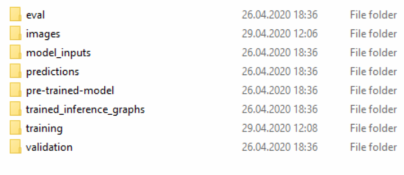 eval 26.04.2020 18:36 File folder
images 29.04.2020 12:06 File folder
model_inputs 26.04.2020 18:36 File folder
predictions 26.04.2020 18:36 File folder
pre-trained-model 26.04.2020 18:36 File folder
trained_inference_graphs 26.04.2020 18:36 File folder
training 29.04.2020 12:08 File folder
validation 26.04.2020 18:36 File folder